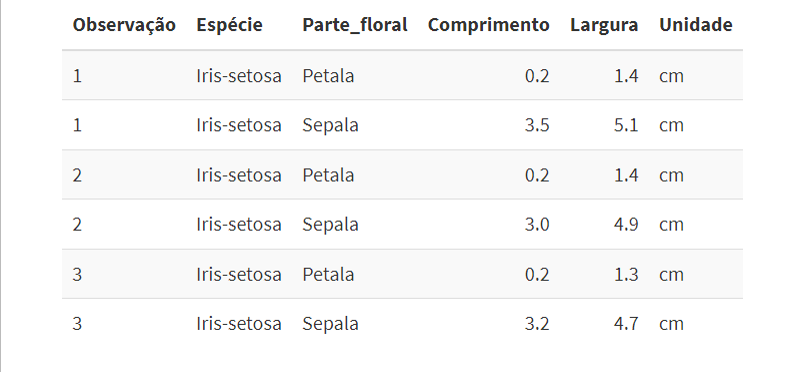 Observação Espécie Parte_floral Comprimento Largura Unidade
1 Iris-setosa Petala 0.2 1.4 cm
1 Iris-setosa Sepala 3.5 5.1 cm
2 Iris-setosa Petala 0.2 1.4 cm
2 Iris-setosa Sepala 3.0 4.9 cm
3 Iris-setosa Petala 0.2 1.3 cm
3 Iris-setosa Sepala 3.2 4.7 cm